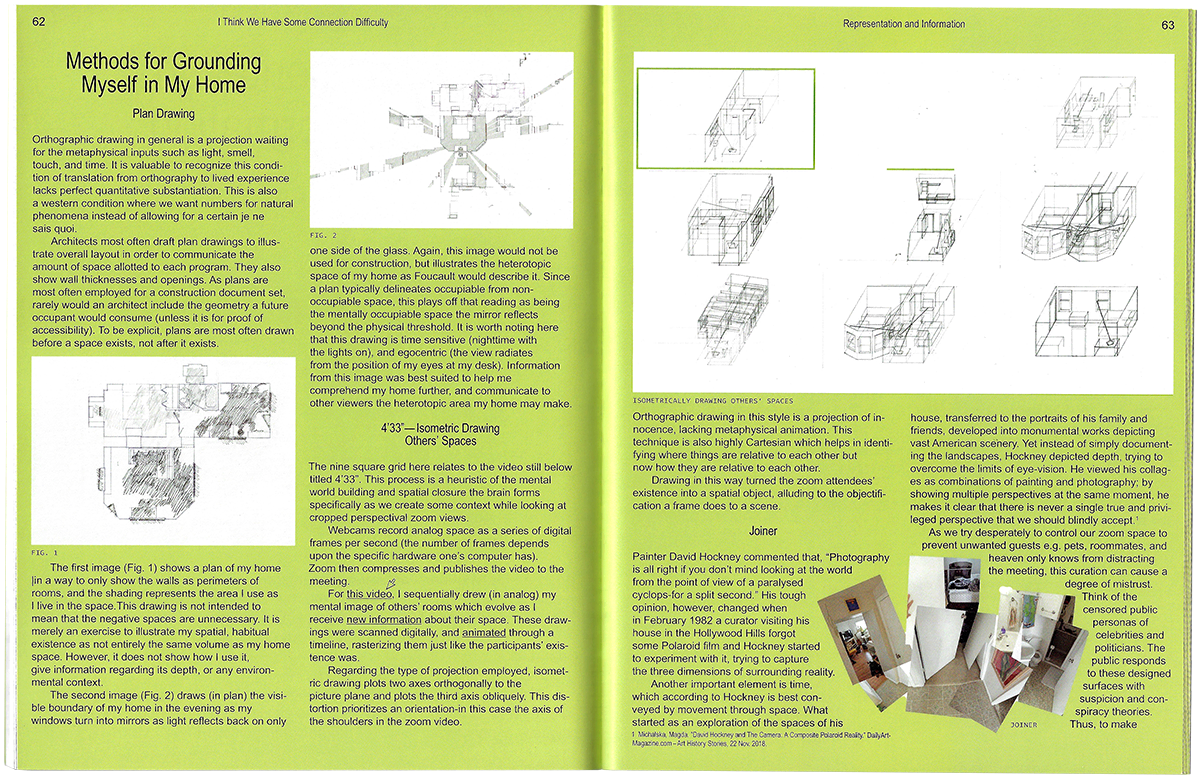 62
I Think We Have Some Connection Difficulty
Methods for Grounding
Myself in My Home
Plan Drawing
Orthographic drawing in general is a projection waiting
for the metaphysical inputs such as light, smell,
touch, and time. It is valuable to recognize this condi-
tion of translation from orthography to lived experience
lacks perfect quantitative substantiation. This is also
a western condition where we want numbers for natural
phenomena instead of allowing for a certain je ne
sais quoi.
Architects most often draft plan drawings to illus-
trate overall layout in order to communicate the
amount of space allotted to each program. They also
show wall thicknesses and openings. As plans are
most often employed for a construction document set,
rarely would an architect include the geometry a future
occupant would consume (unless it is for proof of
accessibility). To be explicit, plans are most often drawn
before a space exists, not after it exists.
FIG. 1
The first image (Fig. 1) shows a plan of my home
in a way to only show the walls as perimeters of
rooms, and the shading represents the area I use as
I live in the space.This drawing is not intended to
mean that the negative spaces are unnecessary. It is
merely an exercise to illustrate my spatial, habitual
existence as not entirely the same volume as my home
space. However, it does not show how I use it,
give information regarding its depth, or any environ-
mental context.
The second image (Fig. 2) draws (in plan) the visi-
ble boundary of my home in the evening as my
windows turn into mirrors as light reflects back on only
FIG. 2
one side of the glass. Again, this image would not be
used for construction, but illustrates the heterotopic
space of my home as Foucault would describe it. Since
a plan typically delineates occupiable from non-
occupiable space, this plays off that reading as being
the mentally occupiable space the mirror reflects
beyond the physical threshold. It is worth noting here
that this drawing is time sensitive (nighttime with
the lights on), and egocentric (the view radiates
from the position of my eyes at my desk). Information
from this image was best suited to help me
comprehend my home further, and communicate to
other viewers the heterotopic area my home may make.
4'33"—Isometric Drawing
Others' Spaces
The nine square grid here relates to the video still below
titled 4'33". This process is a heuristic of the mental
world building and spatial closure the brain forms
specifically as we create some context while looking at
cropped perspectival zoom views.
Webcams record analog space as a series of digital
frames per second (the number of frames depends
upon the specific hardware one's computer has).
Zoom then compresses and publishes the video to the
meeting.
For this video, I sequentially drew (in analog) my
mental image of others' rooms which evolve as I
receive new information about their space. These draw-
ings were scanned digitally, and animated through a
timeline, rasterizing them just like the participants' exis-
tence was.
Regarding the type of projection employed, isomet-
ric drawing plots two axes orthogonally to the
picture plane and plots the third axis obliquely. This dis-
tortion prioritizes an orientation-in this case the axis of
the shoulders in the zoom video.
Representation and Information
63
ISOMETRICALLY DRAWING OTHERS' SPACES
Orthographic drawing in this style is a projection of in-
nocence, lacking metaphysical animation. This
technique is also highly Cartesian which helps in identi-
fying where things are relative to each other but
now how they are relative to each other.
Drawing in this way turned the zoom attendees'
existence into a spatial object, alluding to the objectifi-
cation a frame does to a scene.
Joiner
Painter David Hockney commented that, "Photography
is all right if you don't mind looking at the world
from the point of view of a paralysed
cyclops-for a split second." His tough
opinion, however, changed when
in February 1982 a curator visiting his
house in the Hollywood Hills forgot
some Polaroid film and Hockney started
to experiment with it, trying to capture
the three dimensions of surrounding reality.
Another important element is time,
which according to Hockney is best con-
veyed by movement through space. What
started as an exploration of the spaces of his
1. Michalska, Magda. "David Hockney and The Camera. A Composite Polaroid Reality." DailyArt-
Magazine.com – Art History Stories, 22 Nov. 2018.
house, transferred to the portraits of his family and
friends, developed into monumental works depicting
vast American scenery. Yet instead of simply document-
ing the landscapes, Hockney depicted depth, trying to
overcome the limits of eye-vision. He viewed his collag-
es as combinations of painting and photography; by
showing multiple perspectives at the same moment, he
makes it clear that there is never a single true and privi-
leged perspective that we should blindly accept.¹
As we try desperately to control our zoom space to
prevent unwanted guests e.g. pets, roommates, and
heaven only knows from distracting
the meeting, this curation can cause a
degree of mistrust.
Think of the
censored public
personas of
celebrities and
politicians. The
public responds
to these designed
surfaces with
suspicion and con-
spiracy theories.
Thus, to make
JOINER